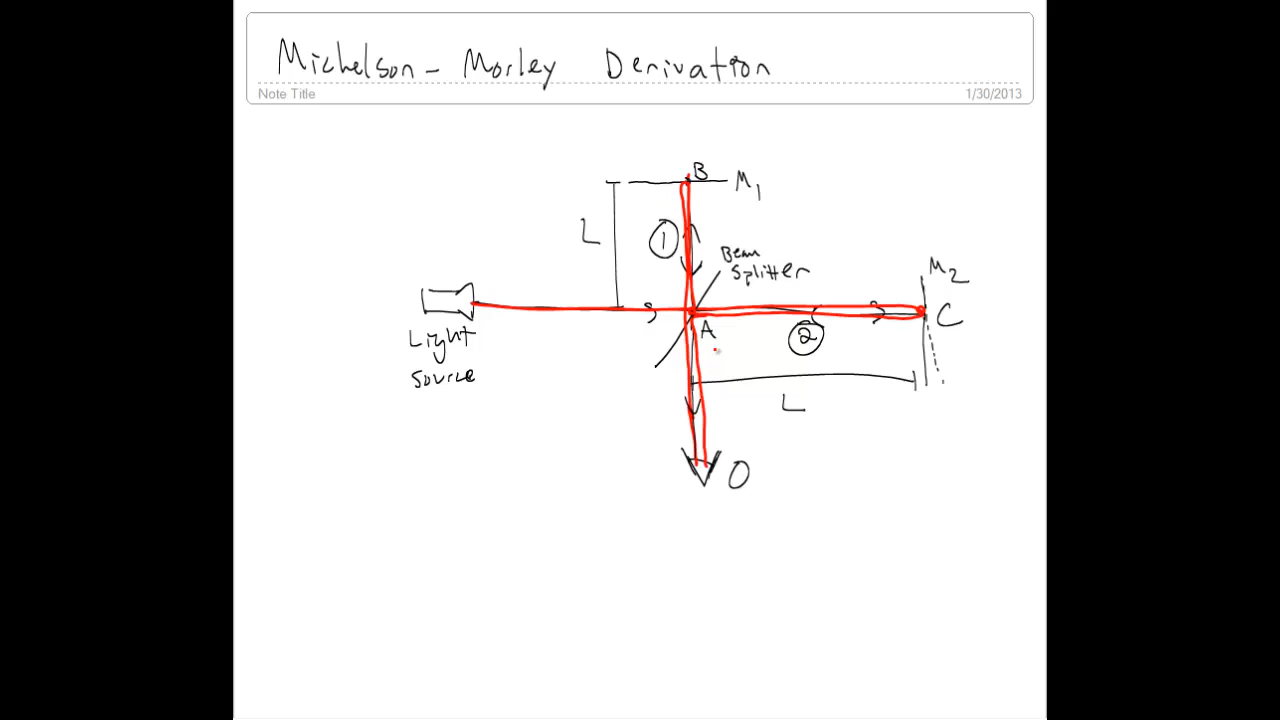 Michelson - Morley Derivation
Note Title
1/30/2013
B
M1
L
1
Beam
Splitter
M2
A
C
2
Light
Source
L
O